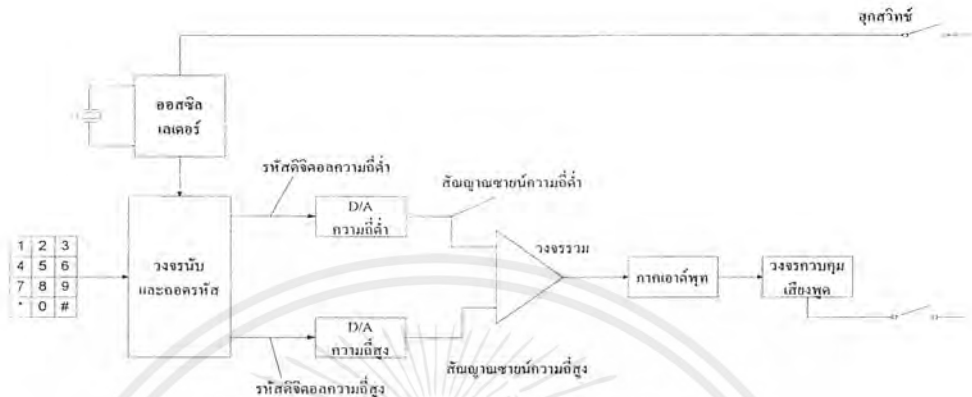 ฮุกสวิทช์
ออสซิล
เลเตอร์
รหัสดิจิตอลความถี่ต่ำ
สัณญาณซายน์ความถี่ต่ำ
D/A
ความถี่ต่ำ
วงจรรวม
1 2 3
4 5 6
7 8 9
* 0 #
วงจรนับ
และถอดรหัส
ภาคเอาต์พุท
วงจรควบคุม
เสียงพูด
D/A
ความถี่สูง
สัณญาณซายน์ความถี่สูง
รหัสดิจิตอลความถี่สูง